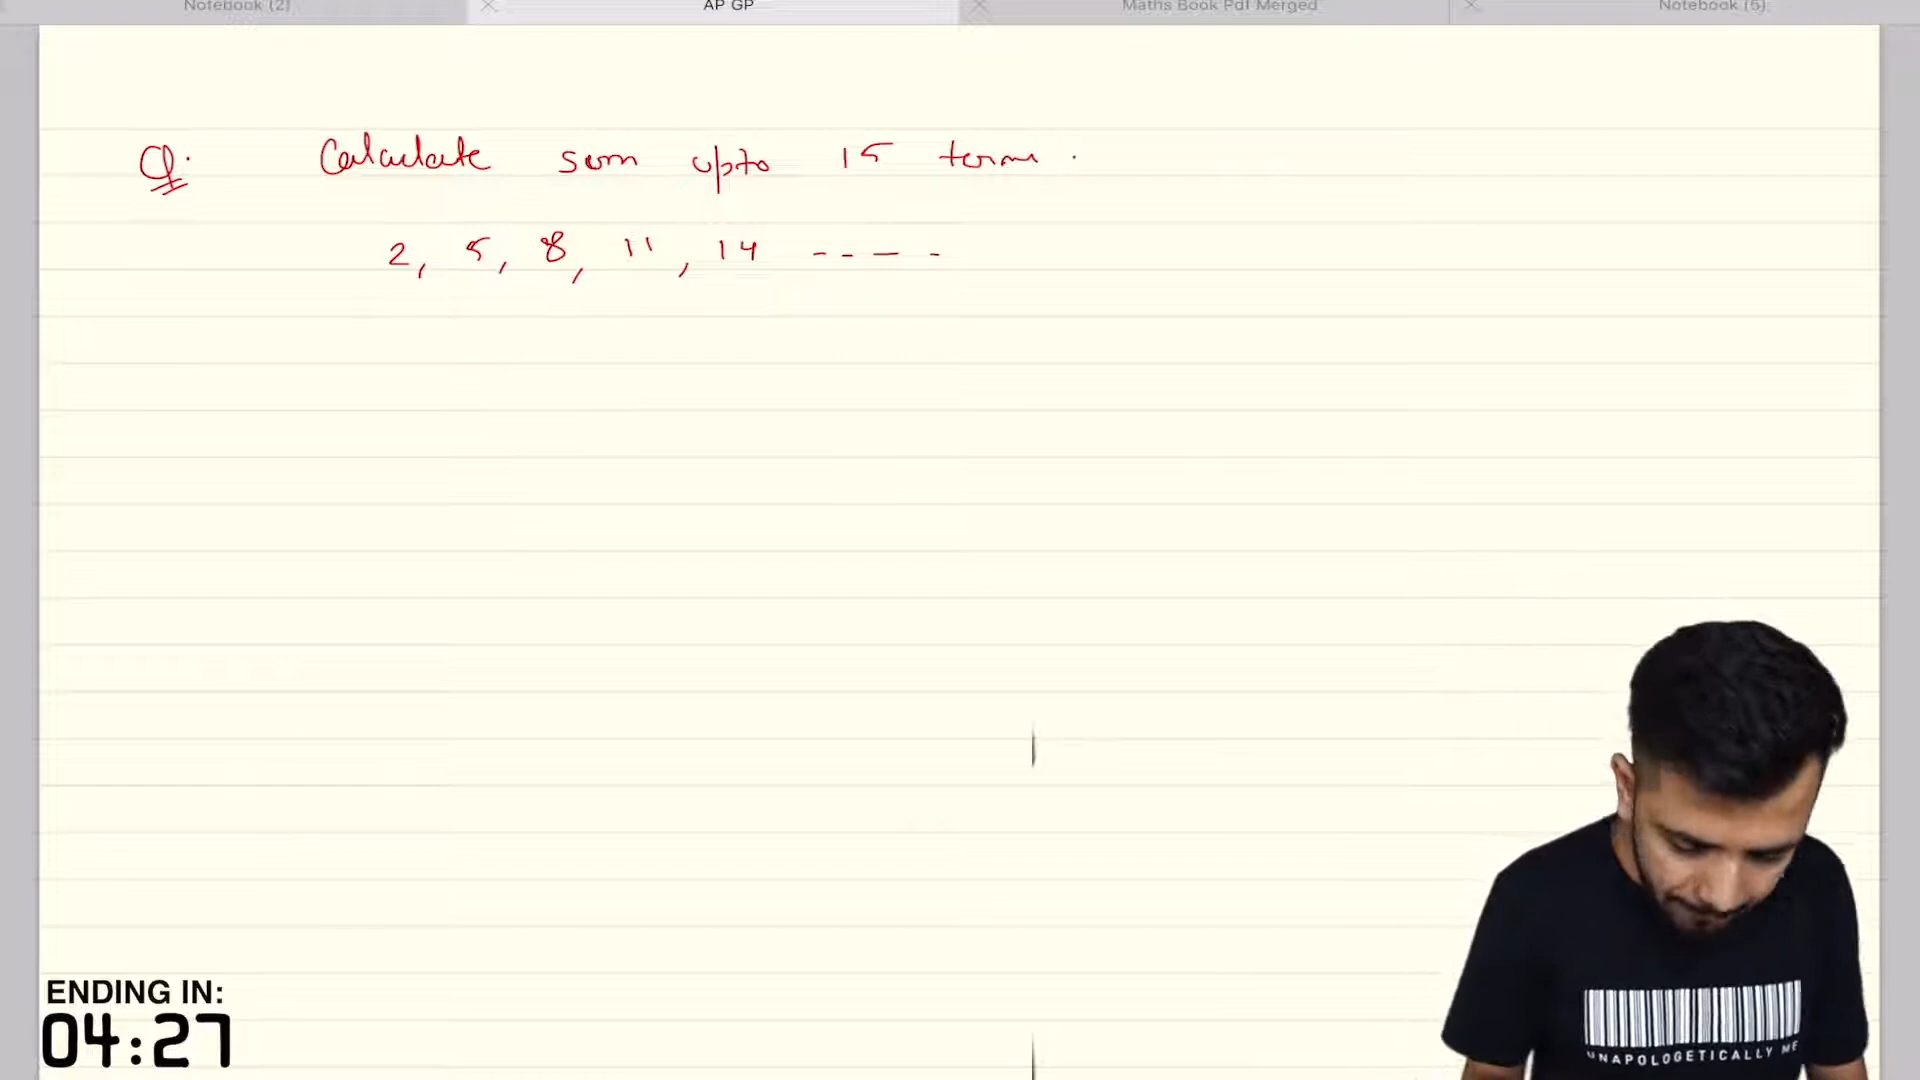 Notebook (2) AP GP Maths Book Pdf Merged Notebook (5)
Q. Calculate sum upto 15 terms.
2, 5, 8, 11, 14 -----
ENDING IN:
04:27
UNAPOLOGETICALLY ME